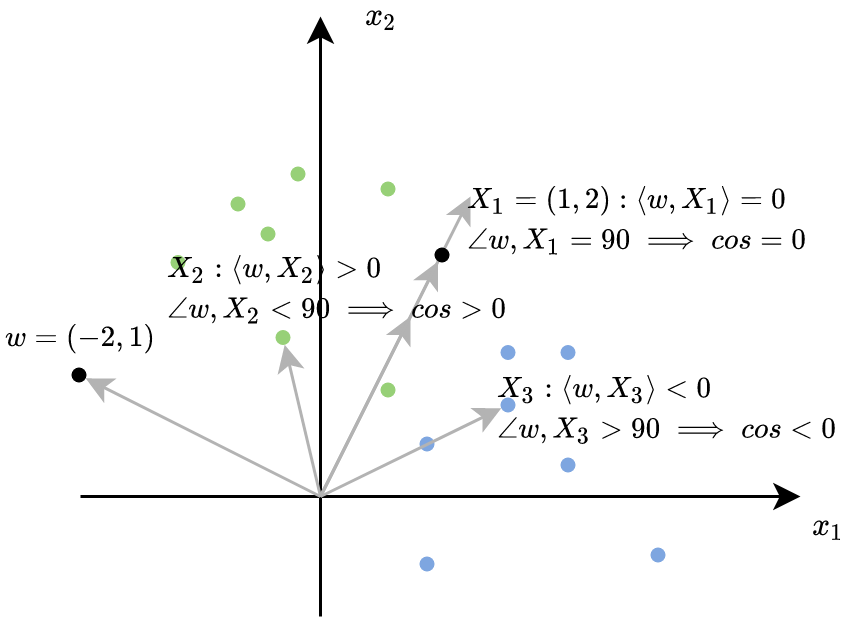 x₂
X₁ = (1, 2) : ⟨w, X₁⟩ = 0
∠w, X₁ = 90 ⟹ cos = 0
X₂ : ⟨w, X₂⟩ > 0
∠w, X₂ < 90 ⟹ cos > 0
w = (−2, 1)
X₃ : ⟨w, X₃⟩ < 0
∠w, X₃ > 90 ⟹ cos < 0
x₁